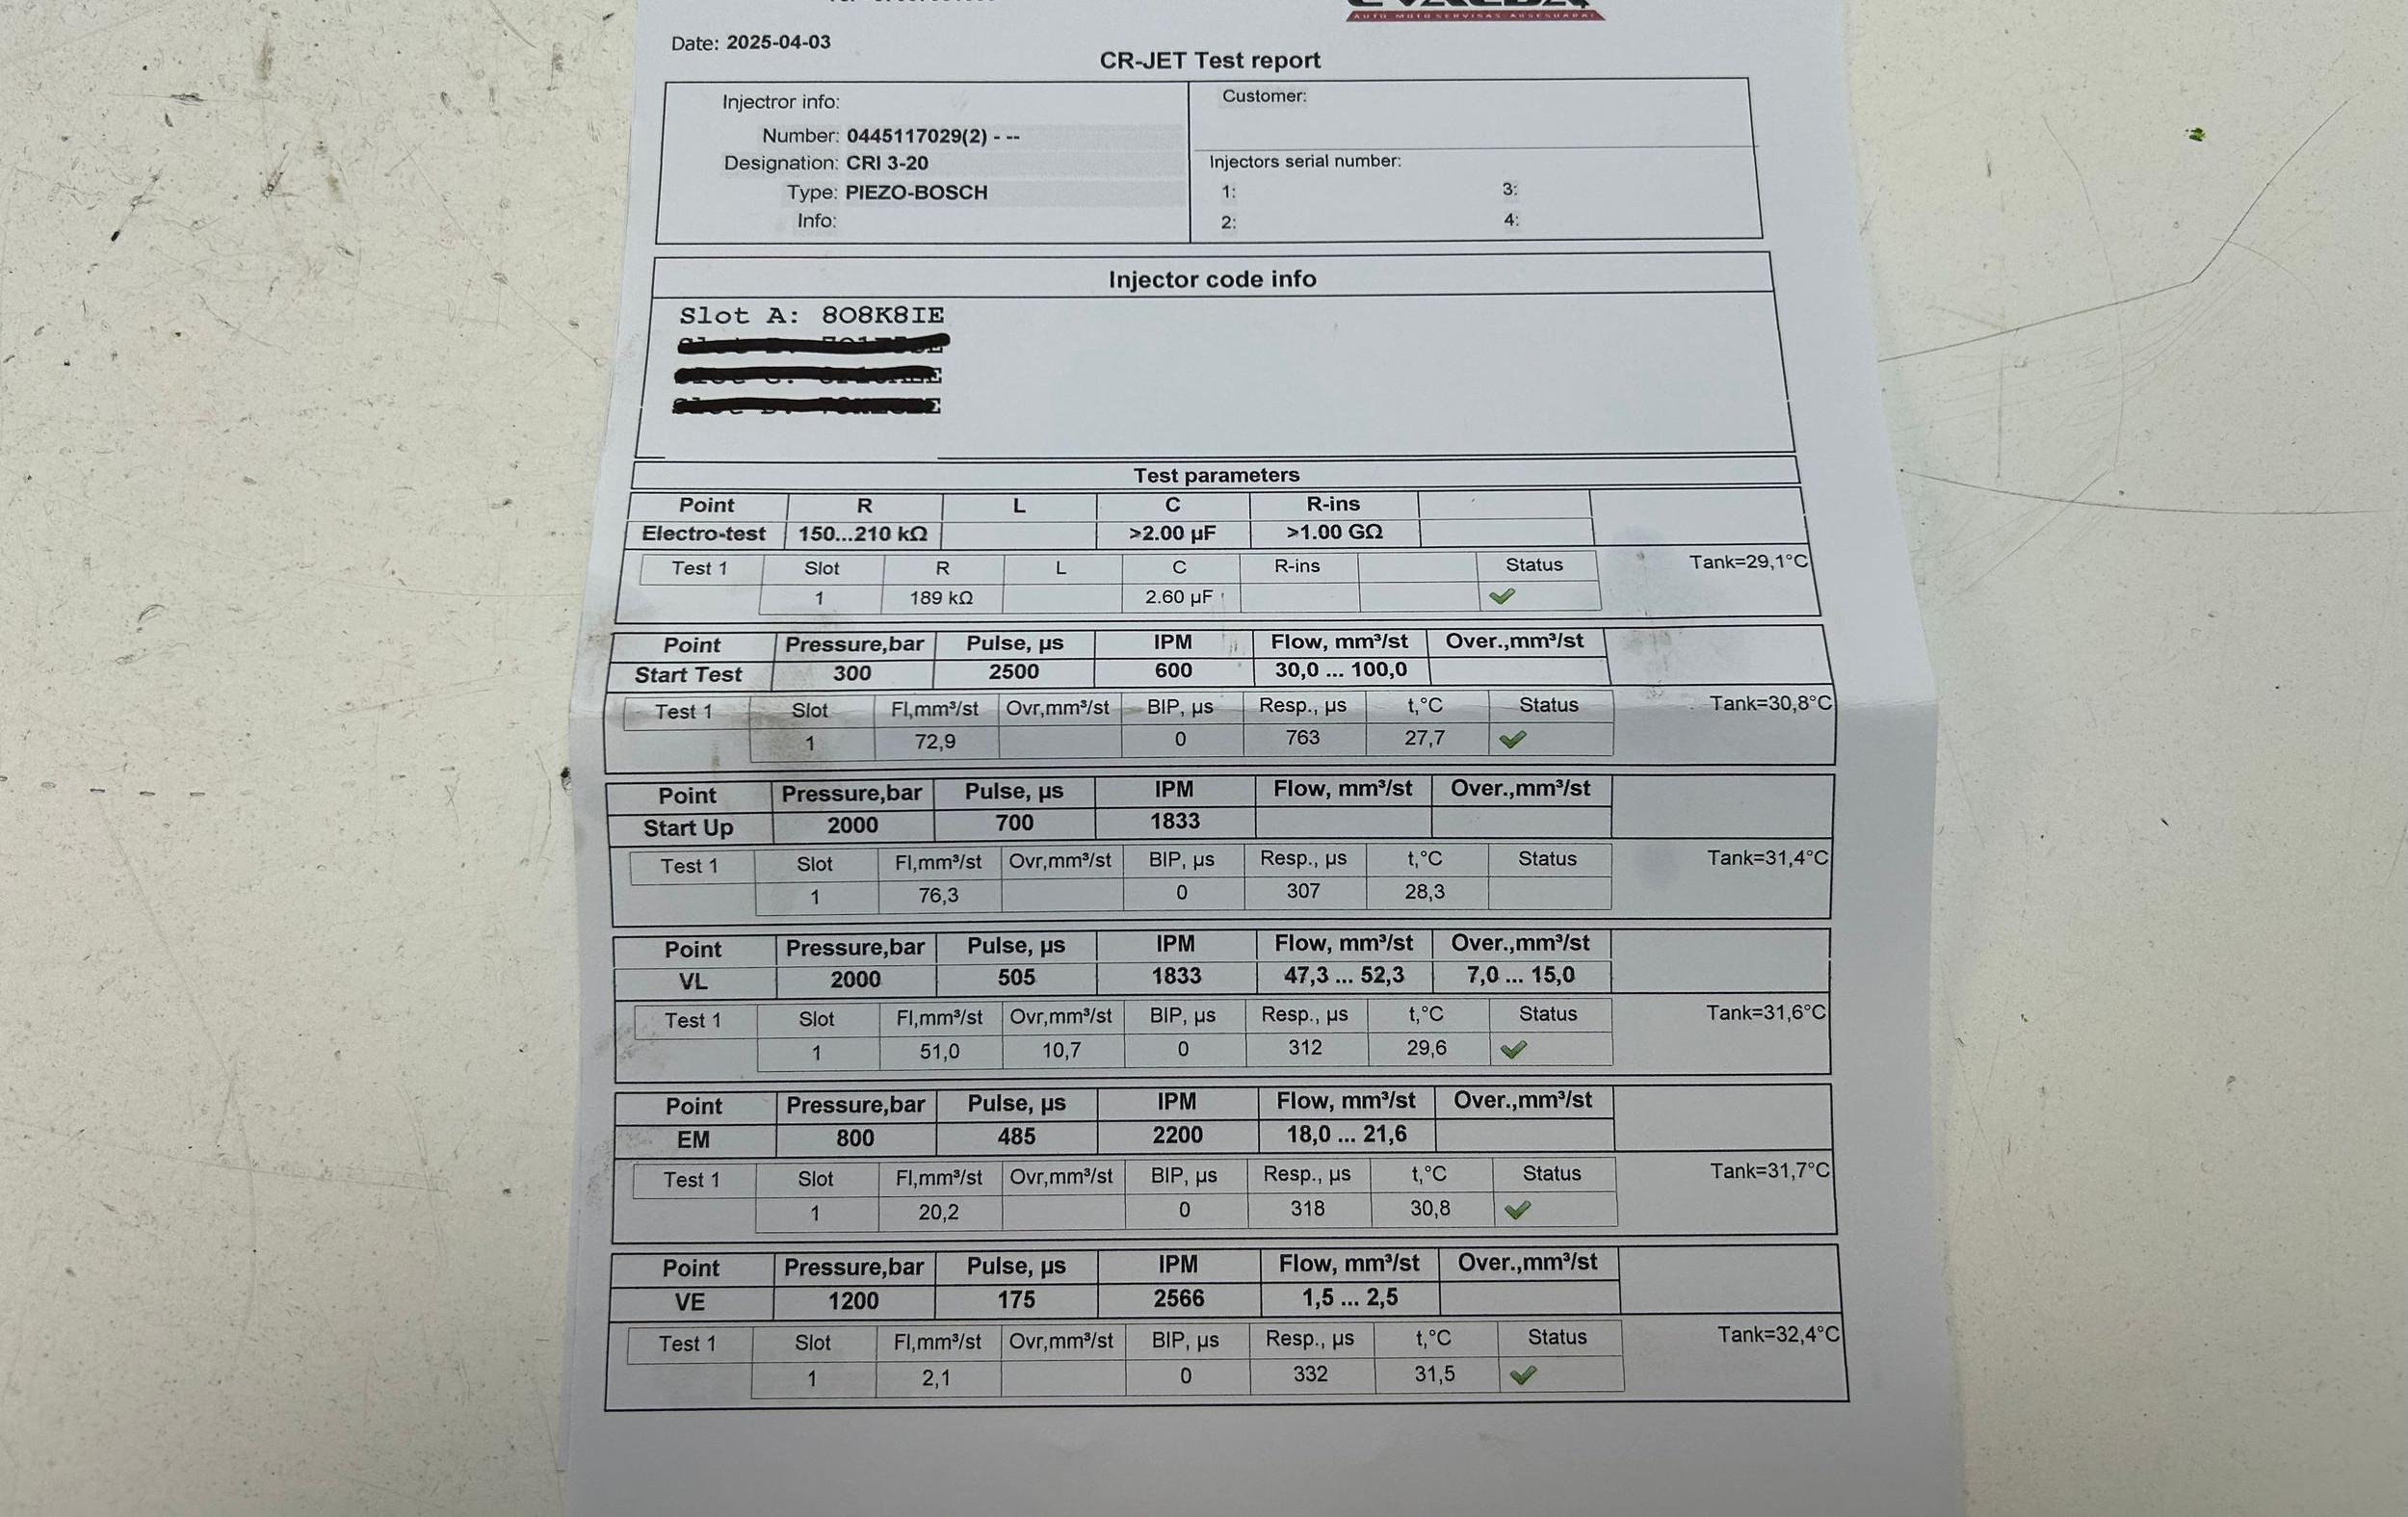 Date: 2025-04-03
AUTO MOTO SERVISAS AKSESUARAI
CR-JET Test report
Injectror info:
Number: 0445117029(2) - --
Designation: CRI 3-20
Type: PIEZO-BOSCH
Info:
Customer:
Injectors serial number:
1: 3:
2: 4:
Injector code info
Slot A: 8O8K8IE
Test parameters
Point R L C R-ins
Electro-test 150...210 kΩ >2.00 µF >1.00 GΩ
Test 1 Slot R L C R-ins Status Tank=29,1°C
1 189 kΩ 2.60 µF
Point Pressure,bar Pulse, µs IPM Flow, mm³/st Over.,mm³/st
Start Test 300 2500 600 30,0 ... 100,0
Test 1 Slot Fl,mm³/st Ovr,mm³/st BIP, µs Resp., µs t,°C Status Tank=30,8°C
1 72,9 0 763 27,7
Point Pressure,bar Pulse, µs IPM Flow, mm³/st Over.,mm³/st
Start Up 2000 700 1833
Test 1 Slot Fl,mm³/st Ovr,mm³/st BIP, µs Resp., µs t,°C Status Tank=31,4°C
1 76,3 0 307 28,3
Point Pressure,bar Pulse, µs IPM Flow, mm³/st Over.,mm³/st
VL 2000 505 1833 47,3 ... 52,3 7,0 ... 15,0
Test 1 Slot Fl,mm³/st Ovr,mm³/st BIP, µs Resp., µs t,°C Status Tank=31,6°C
1 51,0 10,7 0 312 29,6
Point Pressure,bar Pulse, µs IPM Flow, mm³/st Over.,mm³/st
EM 800 485 2200 18,0 ... 21,6
Test 1 Slot Fl,mm³/st Ovr,mm³/st BIP, µs Resp., µs t,°C Status Tank=31,7°C
1 20,2 0 318 30,8
Point Pressure,bar Pulse, µs IPM Flow, mm³/st Over.,mm³/st
VE 1200 175 2566 1,5 ... 2,5
Test 1 Slot Fl,mm³/st Ovr,mm³/st BIP, µs Resp., µs t,°C Status Tank=32,4°C
1 2,1 0 332 31,5